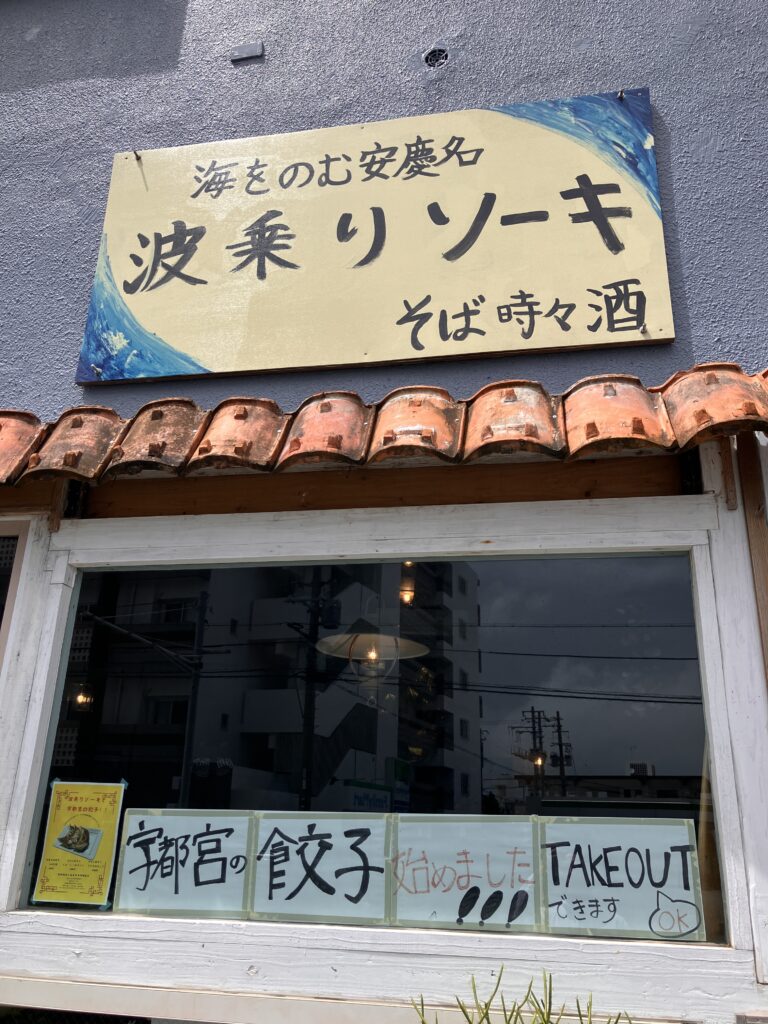 海をのむ安慶名
波乗りソーキ
そば時々酒
FamilyMart
宇都宮の
餃子
始めました
!!!
TAKEOUT
できます
OK